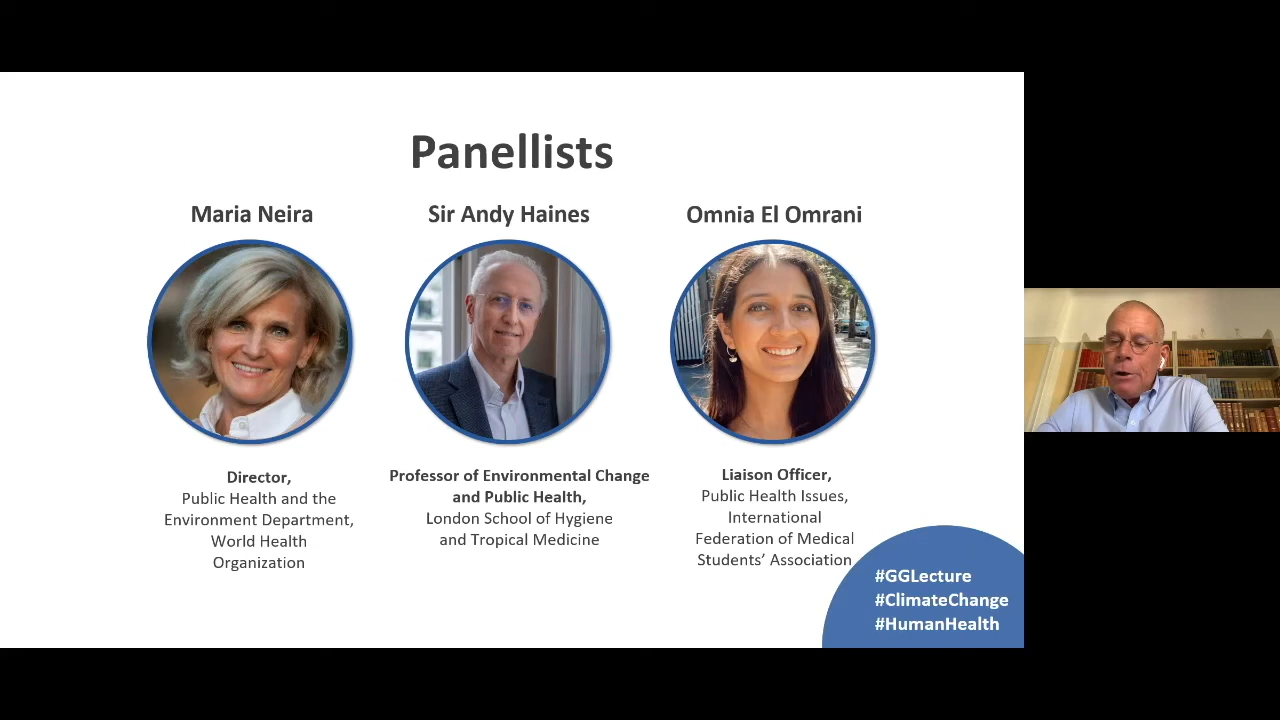 Panellists
Maria Neira
Sir Andy Haines
Omnia El Omrani
Director,
Public Health and the
Environment Department,
World Health
Organization
Professor of Environmental Change
and Public Health,
London School of Hygiene
and Tropical Medicine
Liaison Officer,
Public Health Issues,
International
Federation of Medical
Students’ Association
#GGLecture
#ClimateChange
#HumanHealth